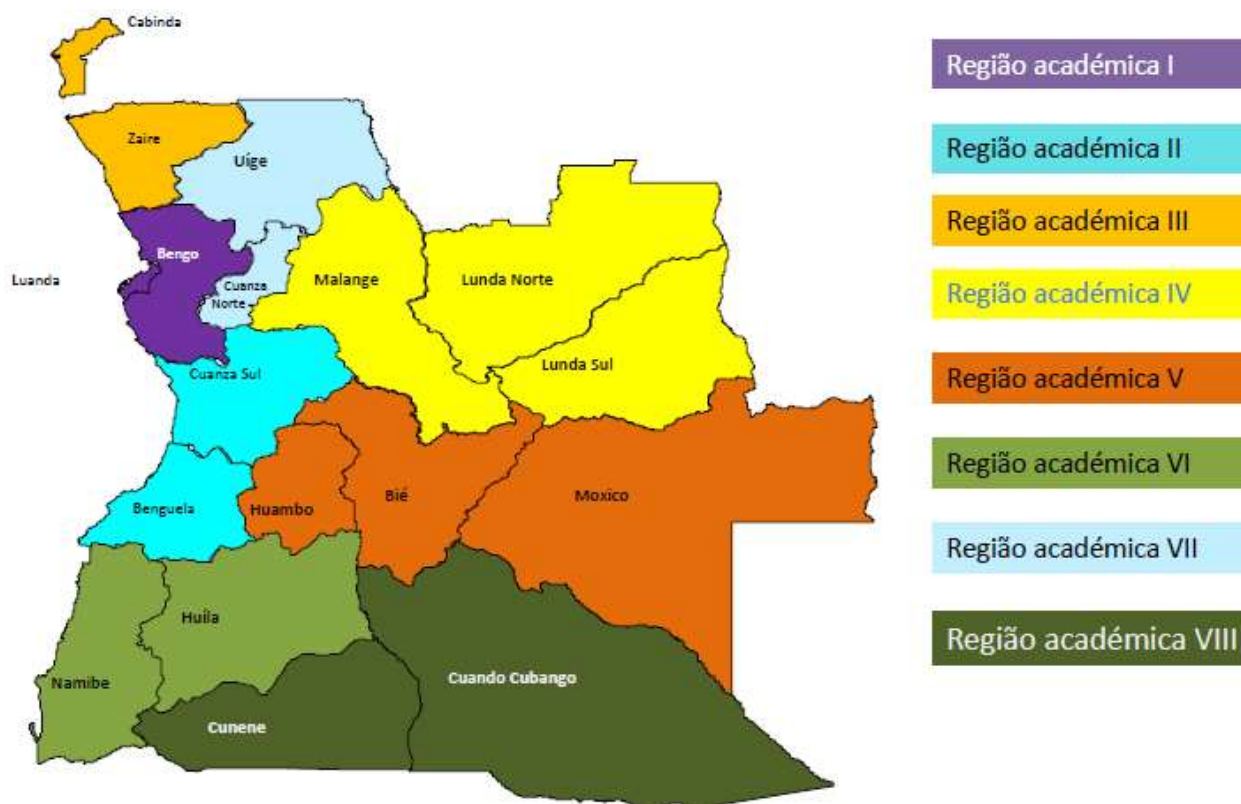 Cabinda
Zaire
Uíge
Bengo
Luanda
Cuanza
Norte
Malange
Lunda Norte
Lunda Sul
Cuanza Sul
Benguela
Huambo
Bié
Moxico
Huíla
Namibe
Cunene
Cuando Cubango
Região académica I
Região académica II
Região académica III
Região académica IV
Região académica V
Região académica VI
Região académica VII
Região académica VIII